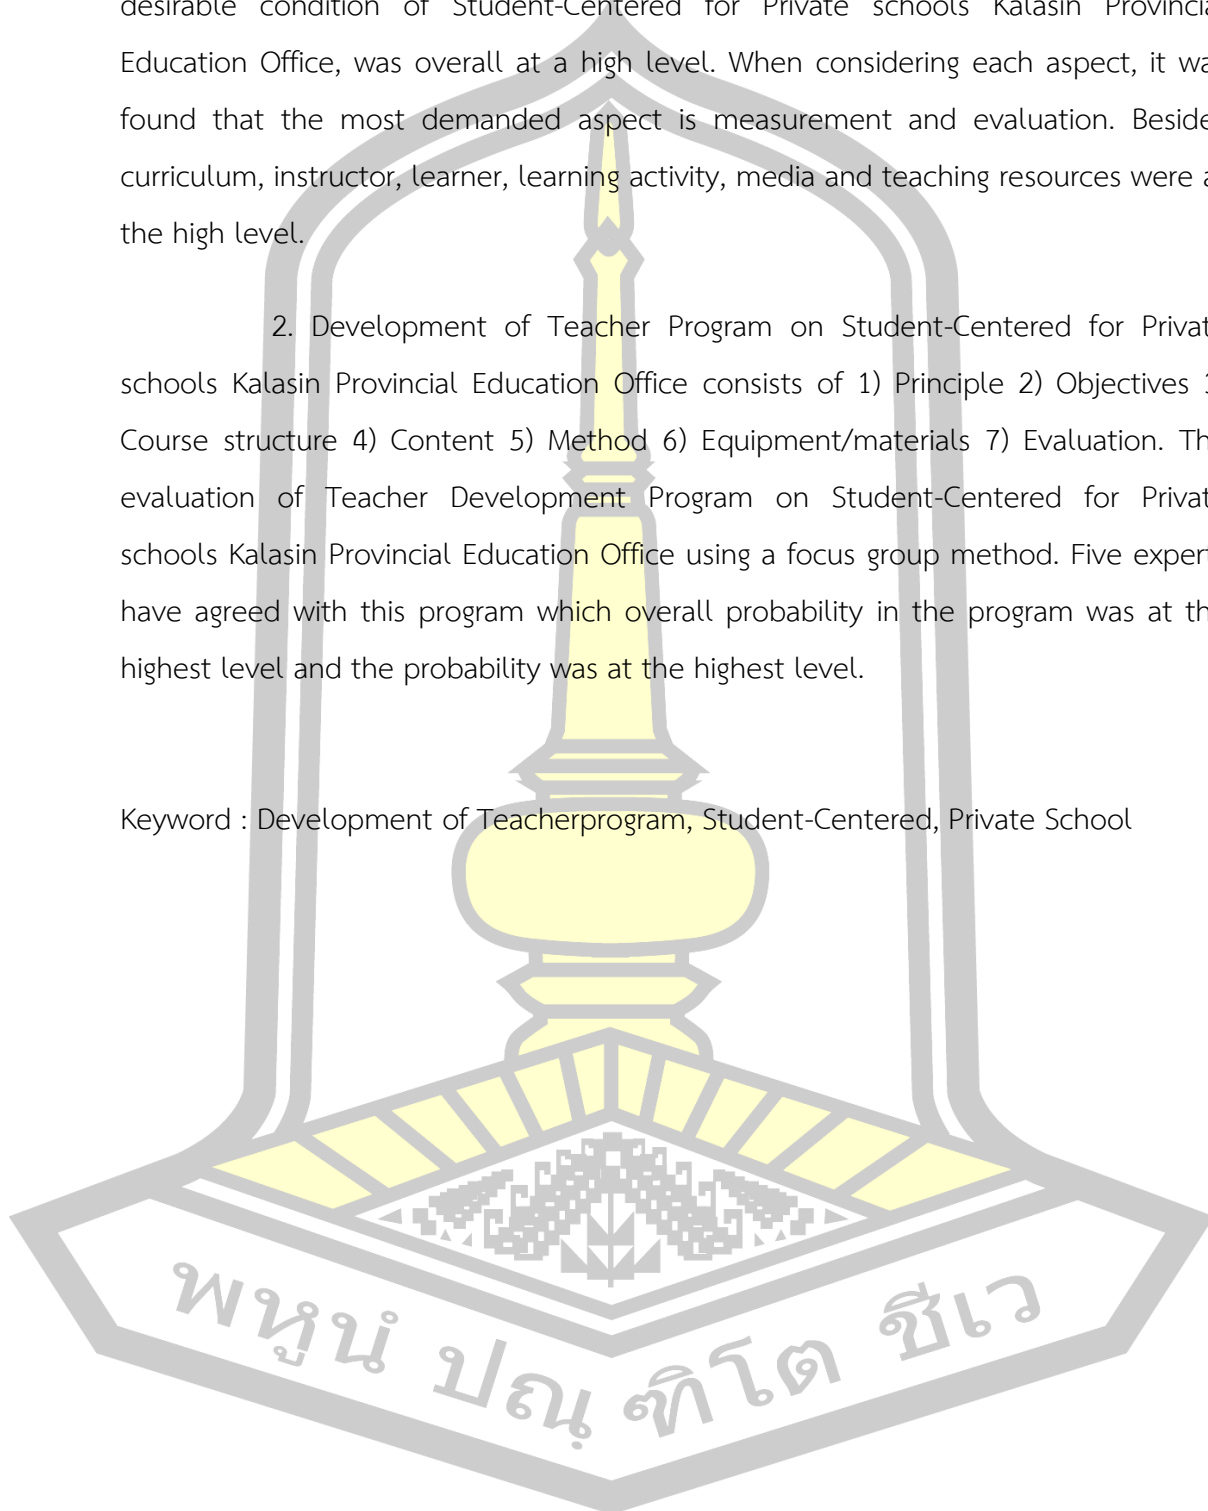 desirable condition of Student-Centered for Private schools Kalasin Provincia
Education Office, was overall at a high level. When considering each aspect, it wa
found that the most demanded aspect is measurement and evaluation. Beside
curriculum, instructor, learner, learning activity, media and teaching resources were a
the high level.
2. Development of Teacher Program on Student-Centered for Privat
schools Kalasin Provincial Education Office consists of 1) Principle 2) Objectives 3
Course structure 4) Content 5) Method 6) Equipment/materials 7) Evaluation. Th
evaluation of Teacher Development Program on Student-Centered for Privat
schools Kalasin Provincial Education Office using a focus group method. Five expert
have agreed with this program which overall probability in the program was at th
highest level and the probability was at the highest level.
Keyword : Development of Teacherprogram, Student-Centered, Private School
พหูนํ ปณฺฑิโต ชีเว